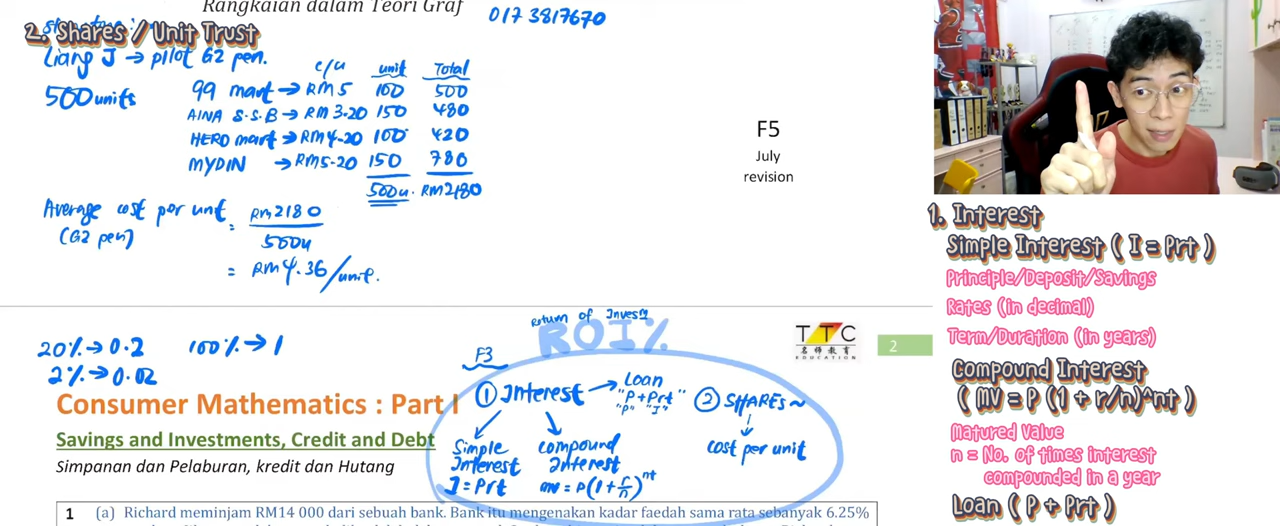 Rangkaian dalam Teori Graf
017 3817670
2. Shares / Unit Trust
Liang J → pilot G2 pen.
500 units
c/u unit Total
99 mart → RM5 100 500
AINA S.S.B → RM 3.20 150 480
HERO mart → RM4.20 100 420
MYDIN → RM5.20 150 780
500u. RM2180
Average cost per unit = RM2180
(G2 pen) 500u
= RM4.36/unit.
F5
July
revision
20% → 0.2 100% → 1
2% → 0.02
Return of Invest
ROI%
TTC
名師教育
EDUCATION
2
Consumer Mathematics : Part I
Savings and Investments, Credit and Debt
Simpanan dan Pelaburan, kredit dan Hutang
F3
① Interest → Loan
"P + Prt"
"P" "I"
② SHAREs ~
cost per unit
Simple
Interest
I = Prt
compound
Interest
mv = P(1+r/n)^nt
1 (a) Richard meminjam RM14 000 dari sebuah bank. Bank itu mengenakan kadar faedah sama rata sebanyak 6.25%
1. Interest
Simple Interest ( I = Prt )
Principle/Deposit/Savings
Rates (in decimal)
Term/Duration (in years)
Compound Interest
( MV = P (1 + r/n)^nt )
Matured Value
n = No. of times interest
compounded in a year
Loan ( P + Prt )